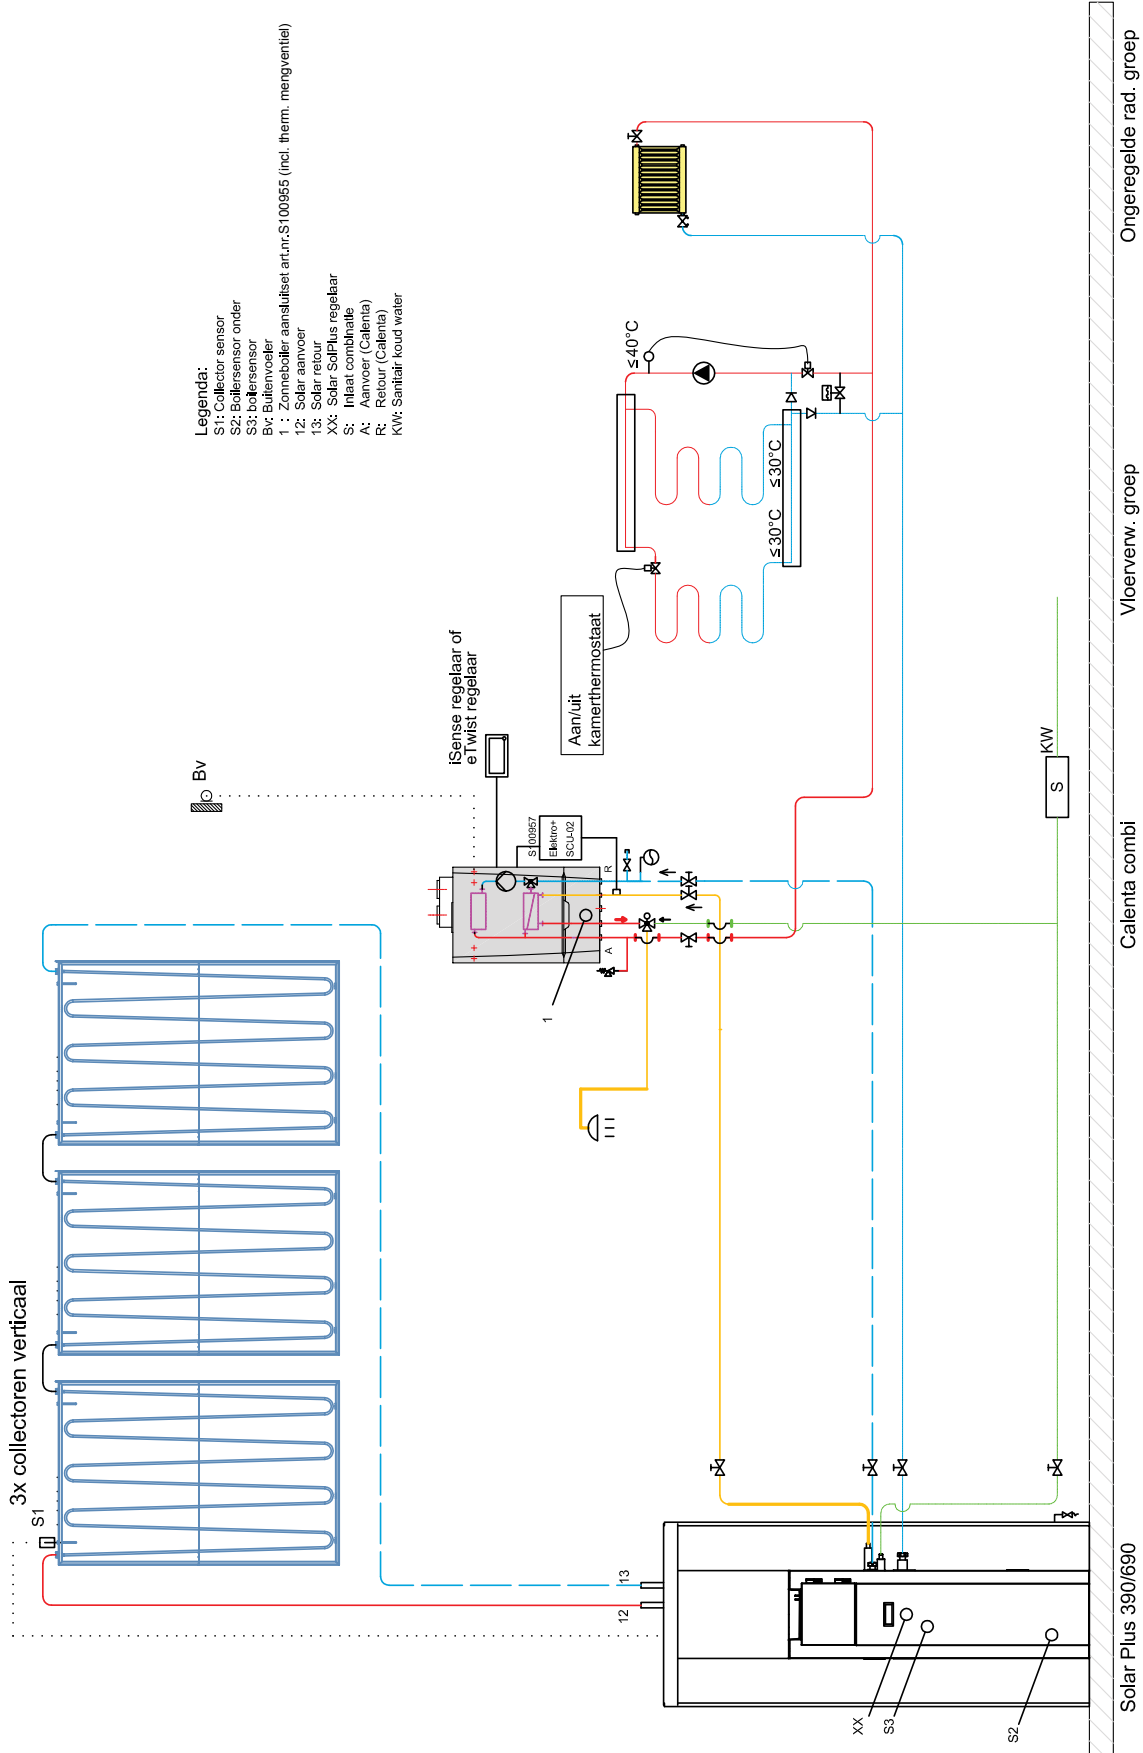 3x collectoren verticaal
S1
12
13
XX
S3
S2
Solar Plus 390/690
Bv
iSense regelaar of
eTwist regelaar
S100957
Elektro+
SCU-02
A
R
1
Calenta combi
S
KW
Aan/uit
kamerthermostaat
≤40°C
≤30°C
≤30°C
Vloerverw. groep
Ongeregelde rad. groep
Legenda:
S1: Collector sensor
S2: Boilersensor onder
S3: boilersensor
Bv: Buitenvoeler
1 : Zonneboiler aansluitset art.nr.S100955 (incl. therm. mengventiel)
12: Solar aanvoer
13: Solar retour
XX: Solar SolPlus regelaar
S: Inlaat combinatie
A: Aanvoer (Calenta)
R: Retour (Calenta)
KW: Sanitair koud water